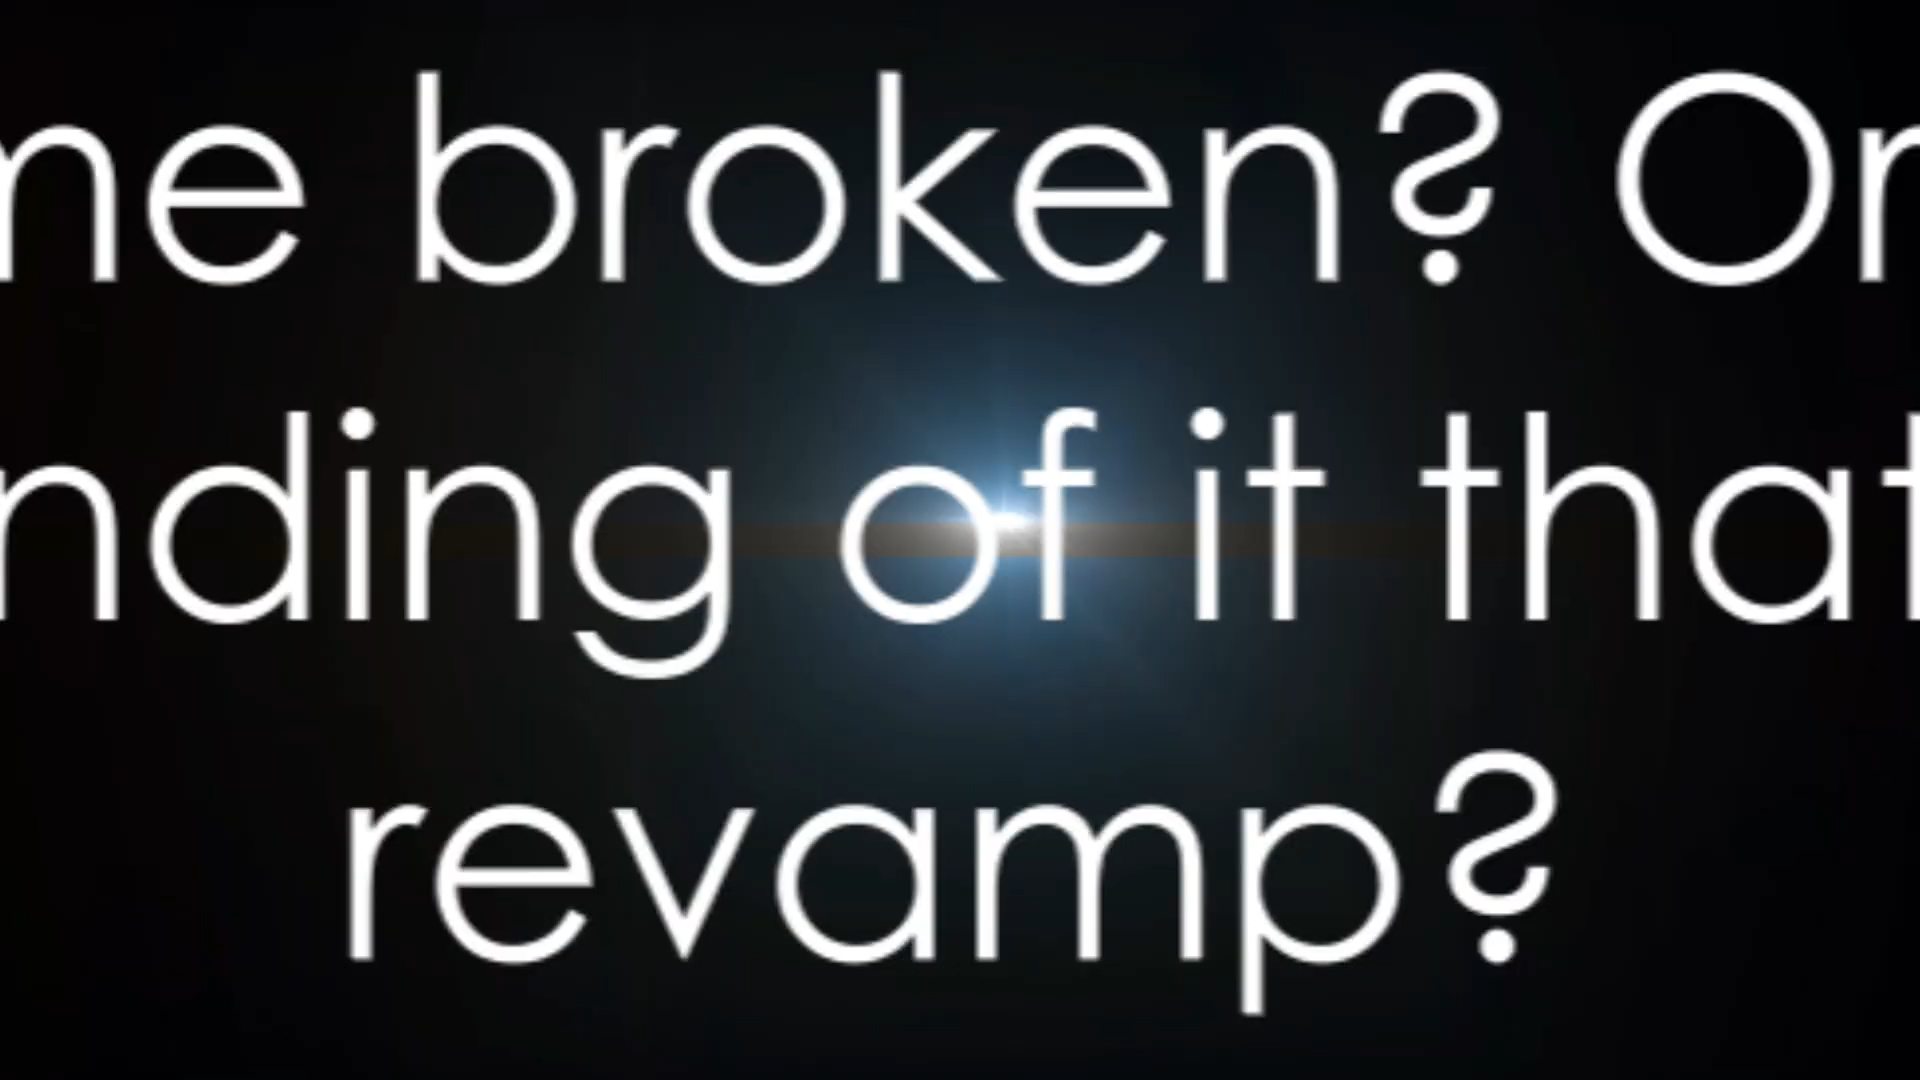 me broken? Or
nding of it that
revamp?